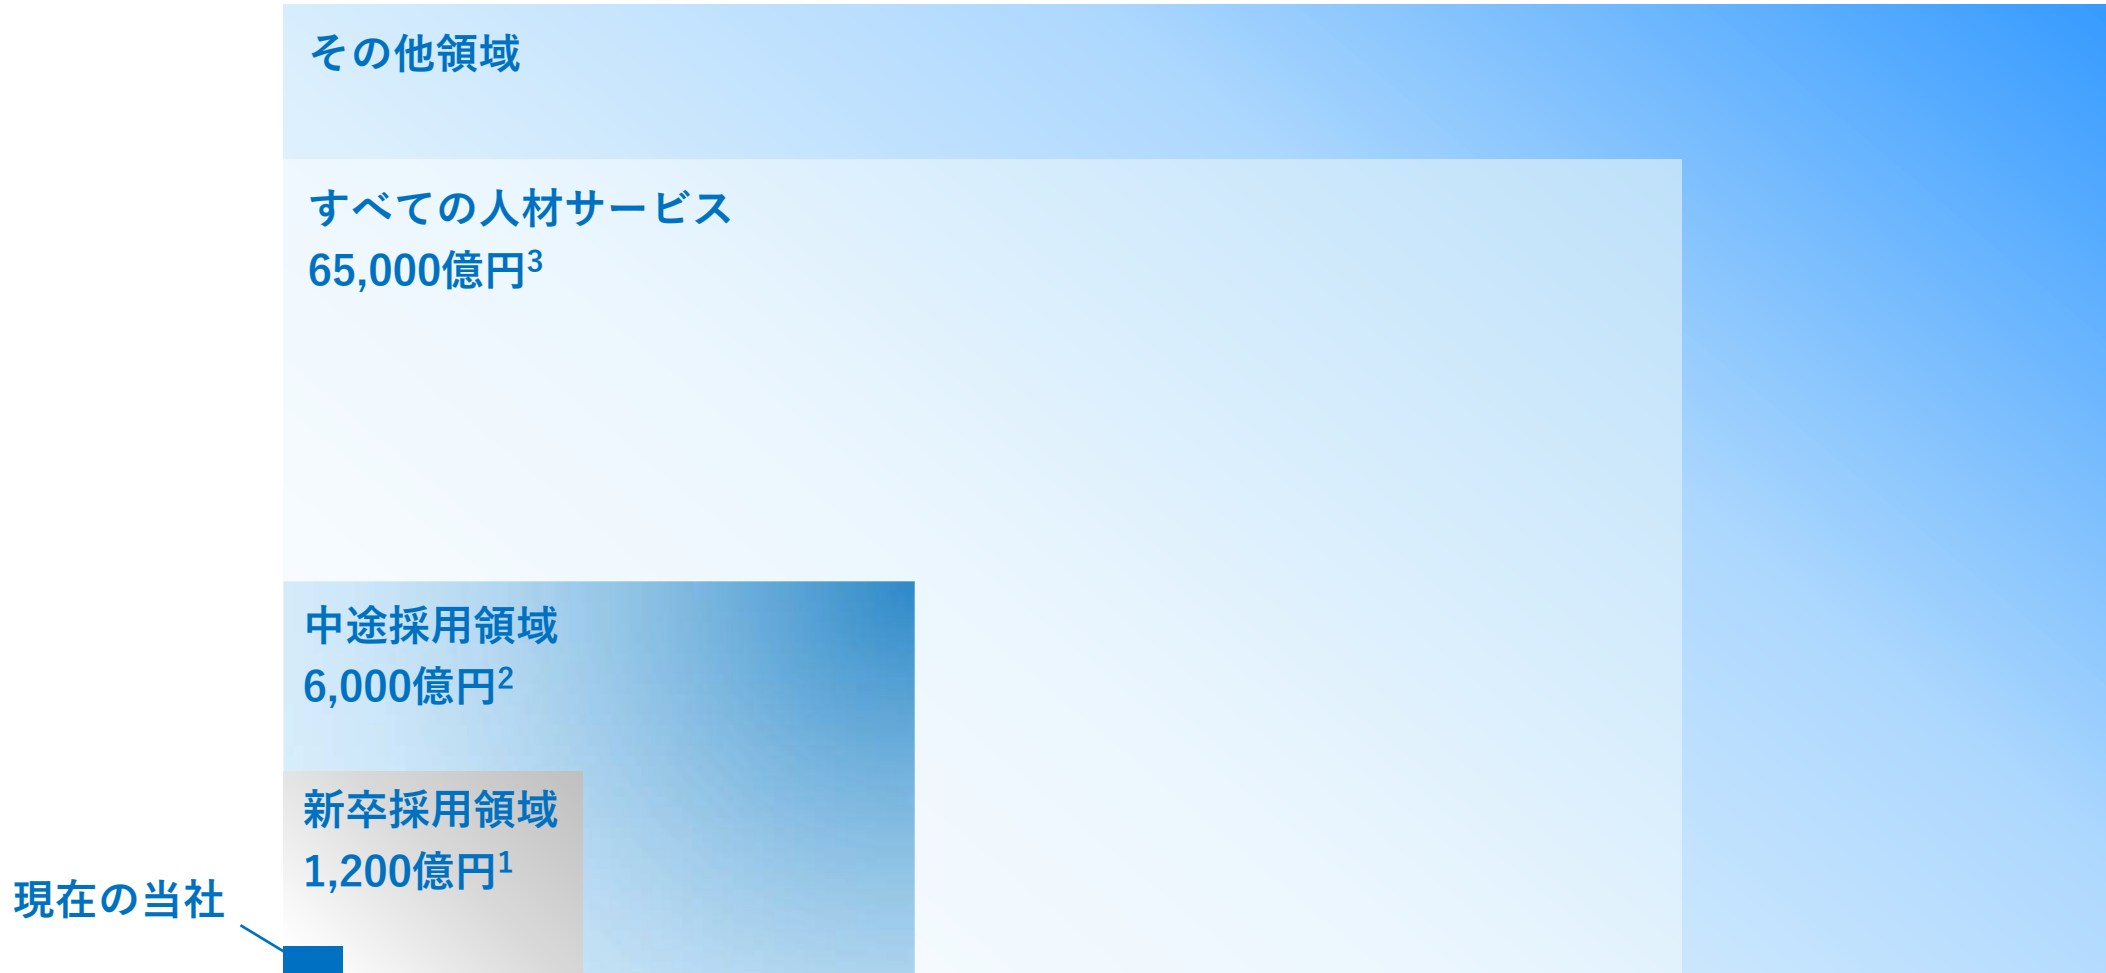 その他領域
すべての人材サービス
65,000億円3
中途採用領域
6,000億円2
新卒採用領域
1,200億円1
現在の当社